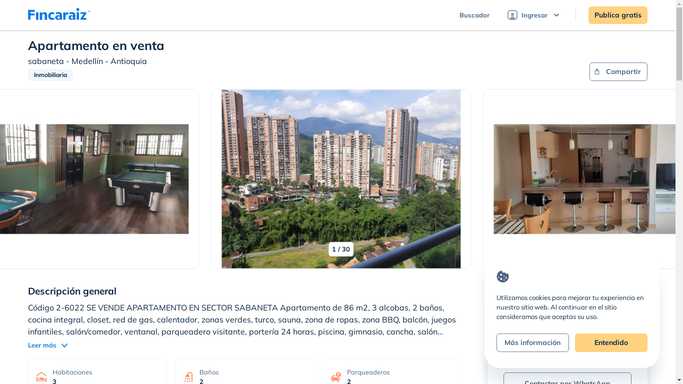 Fincaraiz
Buscador
Ingresar
Publica gratis
Apartamento en venta
sabaneta - Medellín - Antioquia
Inmobiliaria
Compartir
1 / 30
Descripción general
Código 2-6022 SE VENDE APARTAMENTO EN SECTOR SABANETA Apartamento de 86 m2, 3 alcobas, 2 baños,
cocina integral, closet, red de gas, calentador, zonas verdes, turco, sauna, zona de ropas, zona BBQ, balcón, juegos
infantiles, salón/comedor, ventanal, parqueadero visitante, portería 24 horas, piscina, gimnasio, cancha, salón...
Leer más
Habitaciones
3
Baños
2
Parqueaderos
2
Utilizamos cookies para mejorar tu experiencia en
nuestro sitio web. Al continuar en el sitio
consideramos que aceptas su uso.
Más información
Entendido
Contactar por WhatsApp